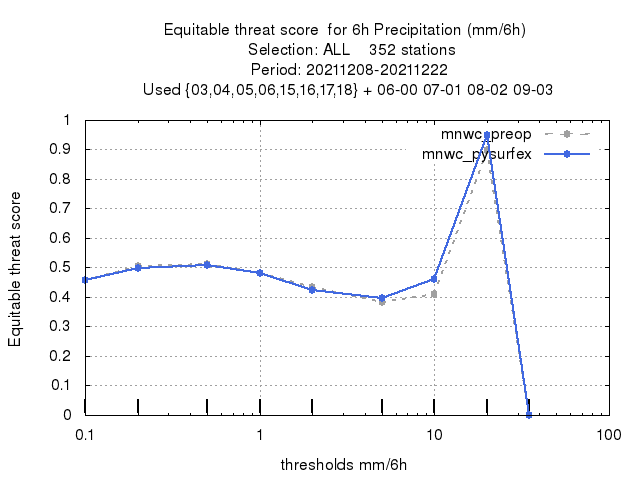 Equitable threat score  for 6h Precipitation (mm/6h)
Selection: ALL    352 stations
Period: 20211208-20211222
Used {03,04,05,06,15,16,17,18} + 06-00 07-01 08-02 09-03
mnwc_preop
mnwc_pysurfex
Equitable threat score
1
0.9
0.8
0.7
0.6
0.5
0.4
0.3
0.2
0.1
0
0.1
1
10
100
thresholds mm/6h